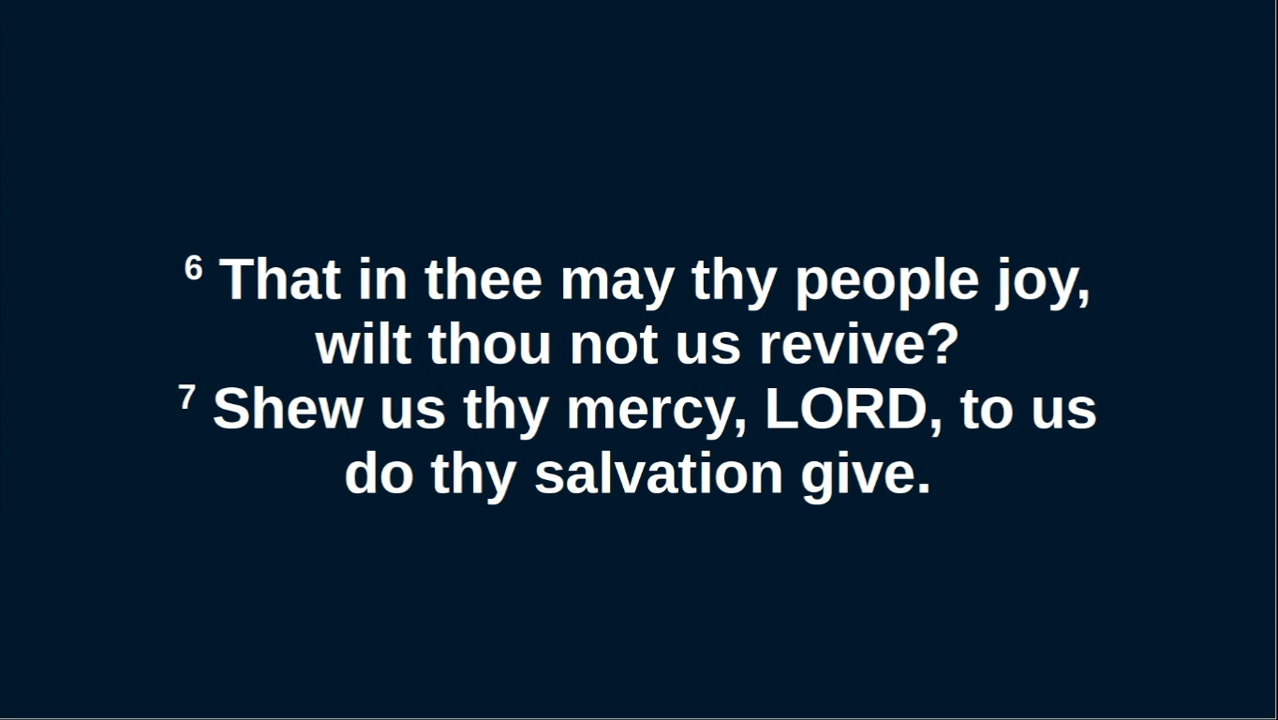 6 That in thee may thy people joy,
wilt thou not us revive?
7 Shew us thy mercy, LORD, to us
do thy salvation give.